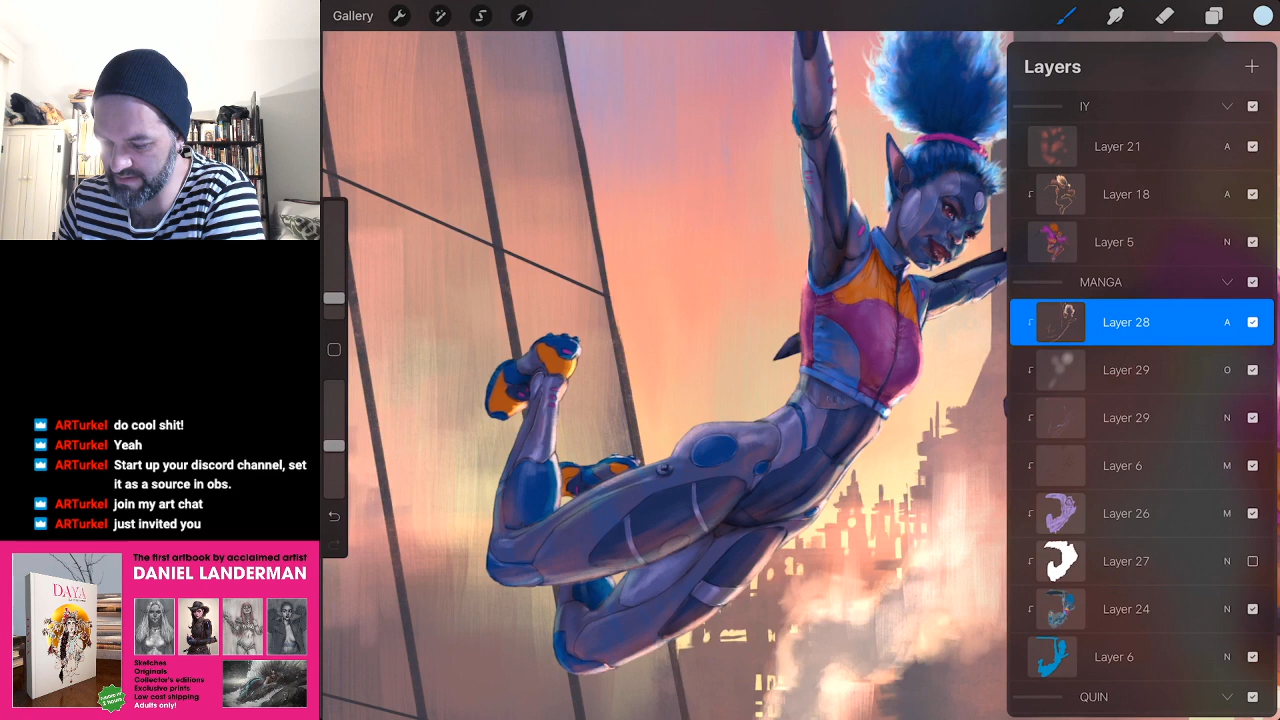 Gallery
Layers
IY
Layer 21 A
Layer 18 A
Layer 5 N
MANGA
Layer 28 A
Layer 29 O
Layer 29 N
Layer 6 M
Layer 26 M
Layer 27 N
Layer 24 N
Layer 6 N
QUIN
ARTurkel do cool shit!
ARTurkel Yeah
ARTurkel Start up your discord channel, set
it as a source in obs.
ARTurkel join my art chat
ARTurkel just invited you
The first artbook by acclaimed artist
DANIEL LANDERMAN
DAYA
Sketches
Originals
Collector's editions
Exclusive prints
Low cost shipping
Adults only!